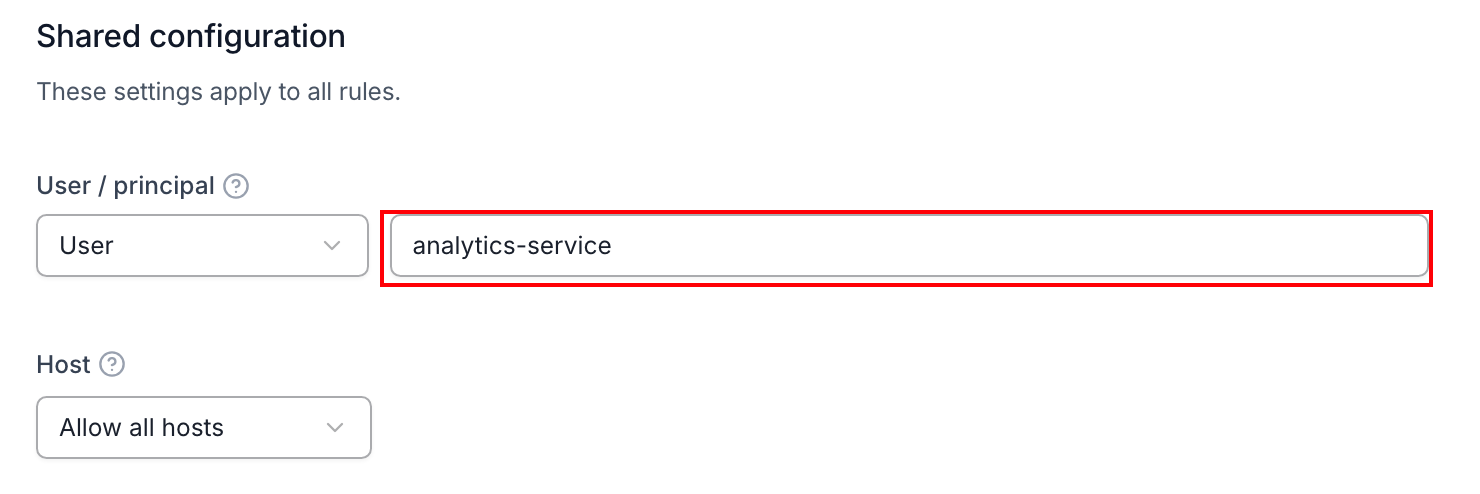 Shared configuration
These settings apply to all rules.
User / principal ?
User analytics-service
Host ?
Allow all hosts